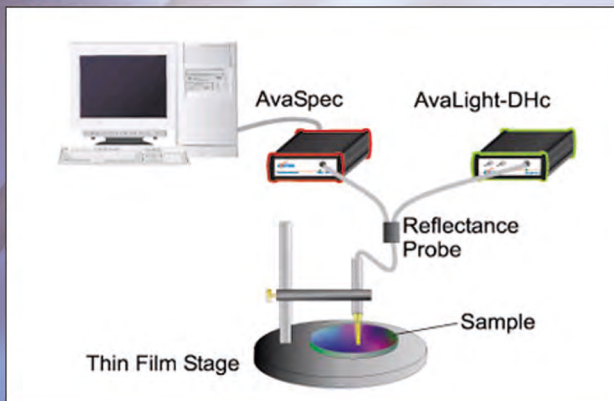 AvaSpec
AvaLight-DHc
Reflectance
Probe
Sample
Thin Film Stage